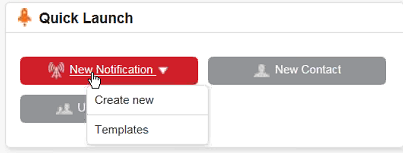 Quick Launch
New Notification
New Contact
Create new
Templates